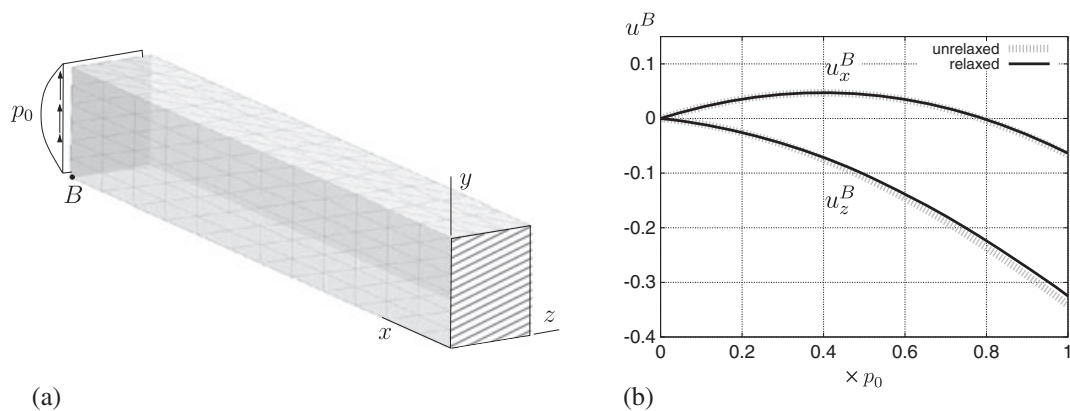 p₀
B
y
z
x
(a)
u^B
unrelaxed
relaxed
u_x^B
u_z^B
0.1
0
-0.1
-0.2
-0.3
-0.4
0 0.2 0.4 0.6 0.8 1
× p₀
(b)